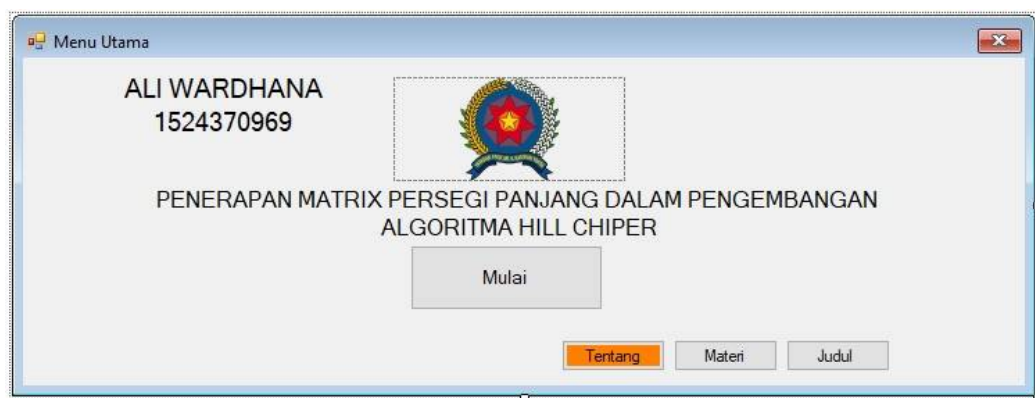 Menu Utama
ALI WARDHANA
1524370969
PENERAPAN MATRIX PERSEGI PANJANG DALAM PENGEMBANGAN
ALGORITMA HILL CHIPER
Mulai
Tentang Materi Judul